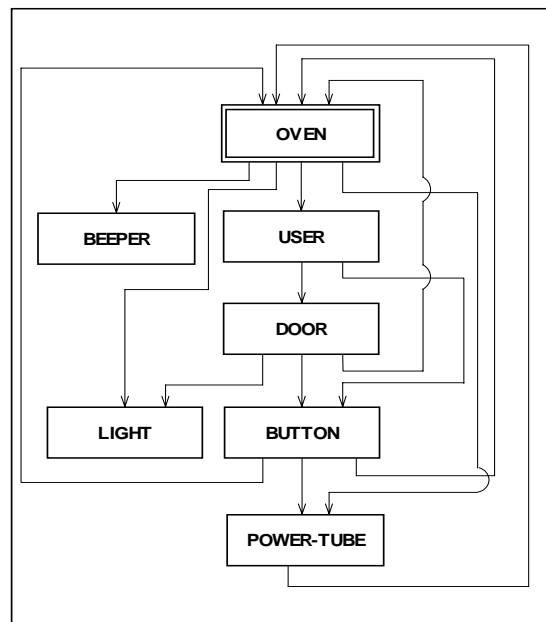 OVEN
BEEPER
USER
DOOR
LIGHT
BUTTON
POWER-TUBE